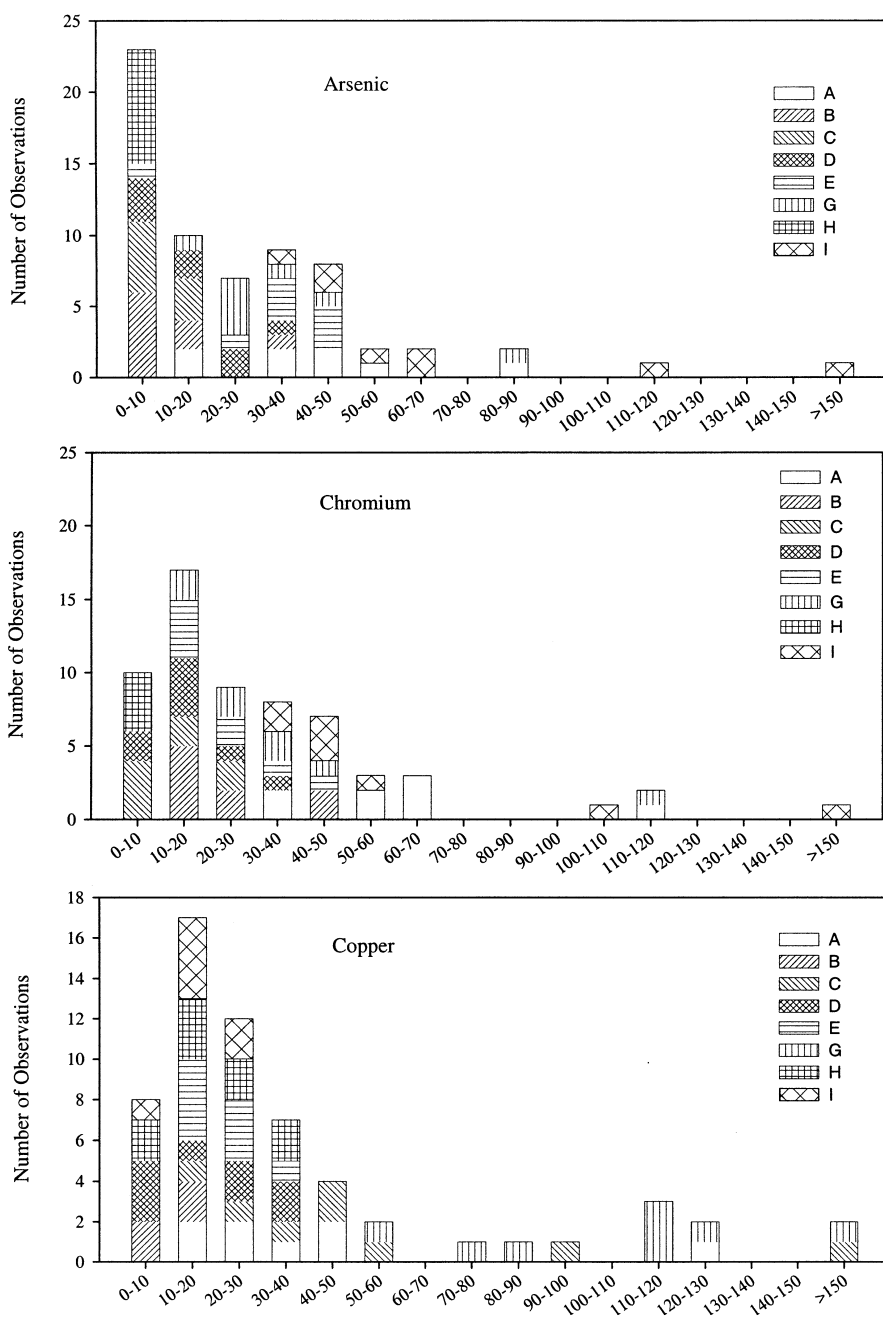 Arsenic
Number of Observations
25
20
15
10
5
0
A
B
C
D
E
G
H
I
0-10
10-20
20-30
30-40
40-50
50-60
60-70
70-80
80-90
90-100
100-110
110-120
120-130
130-140
140-150
>150
Chromium
Number of Observations
25
20
15
10
5
0
A
B
C
D
E
G
H
I
0-10
10-20
20-30
30-40
40-50
50-60
60-70
70-80
80-90
90-100
100-110
110-120
120-130
130-140
140-150
>150
Copper
Number of Observations
18
16
14
12
10
8
6
4
2
0
A
B
C
D
E
G
H
I
0-10
10-20
20-30
30-40
40-50
50-60
60-70
70-80
80-90
90-100
100-110
110-120
120-130
130-140
140-150
>150